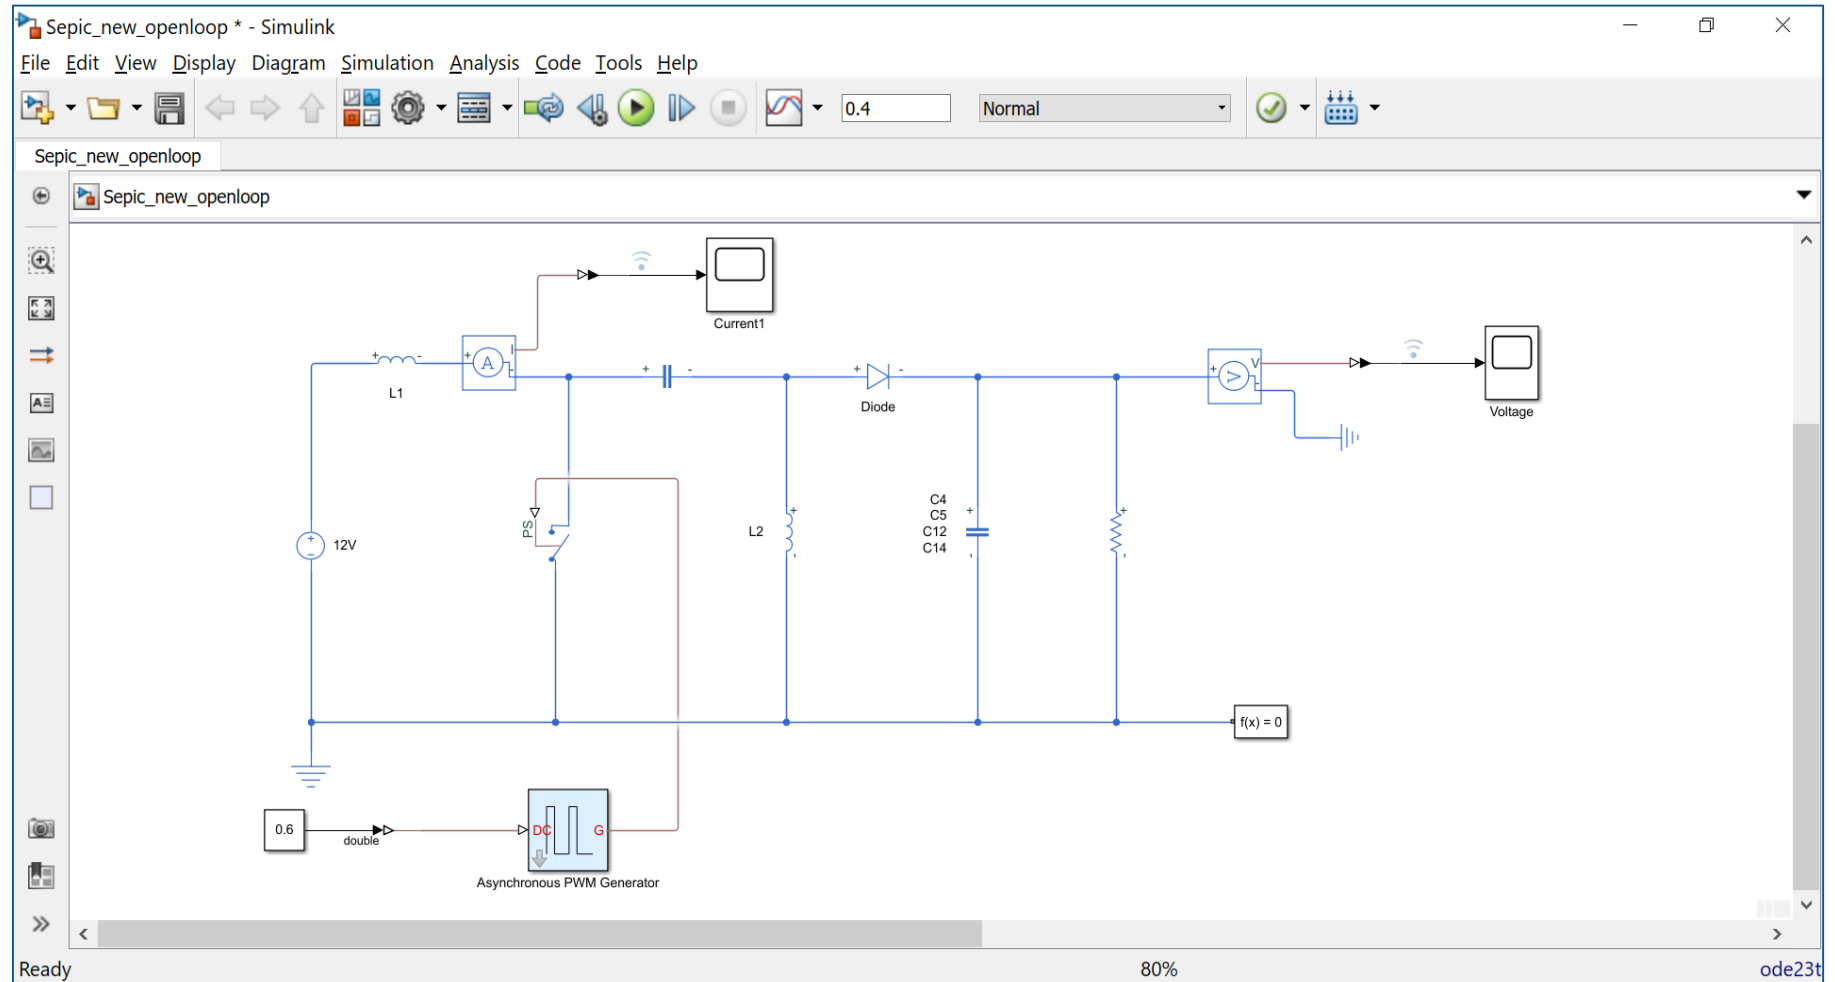 Sepic_new_openloop * - Simulink
File Edit View Display Diagram Simulation Analysis Code Tools Help
0.4
Normal
Sepic_new_openloop
Sepic_new_openloop
Current1
+ -
+ A I -
L1
+ -
+ -
Diode
+ V V -
Voltage
PS
12V
+
-
L2
+
-
C4
C5
C12
C14
+
-
+
-
f(x) = 0
0.6
double
DC G
Asynchronous PWM Generator
Ready
80%
ode23t